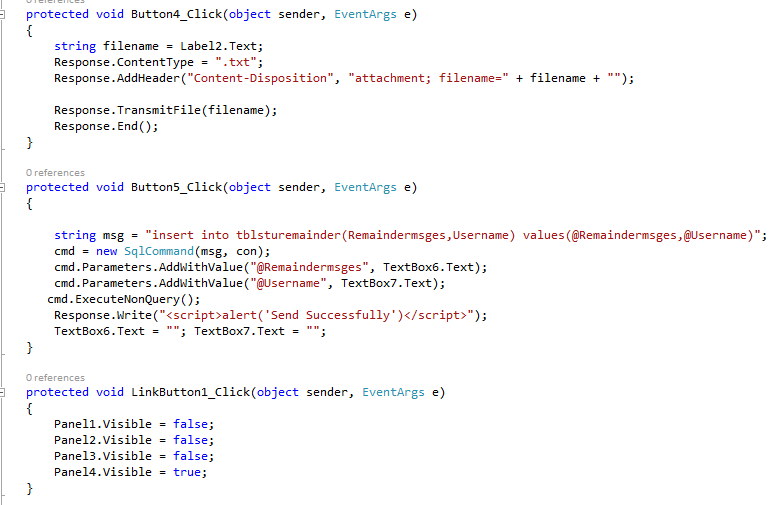 0 references
protected void Button4_Click(object sender, EventArgs e)
{
string filename = Label2.Text;
Response.ContentType = ".txt";
Response.AddHeader("Content-Disposition", "attachment; filename=" + filename + "");
Response.TransmitFile(filename);
Response.End();
}
0 references
protected void Button5_Click(object sender, EventArgs e)
{
string msg = "insert into tblsturemainder(Remaindermsges,Username) values(@Remaindermsges,@Username)";
cmd = new SqlCommand(msg, con);
cmd.Parameters.AddWithValue("@Remaindermsges", TextBox6.Text);
cmd.Parameters.AddWithValue("@Username", TextBox7.Text);
cmd.ExecuteNonQuery();
Response.Write("<script>alert('Send Successfully')</script>");
TextBox6.Text = ""; TextBox7.Text = "";
}
0 references
protected void LinkButton1_Click(object sender, EventArgs e)
{
Panel1.Visible = false;
Panel2.Visible = false;
Panel3.Visible = false;
Panel4.Visible = true;
}